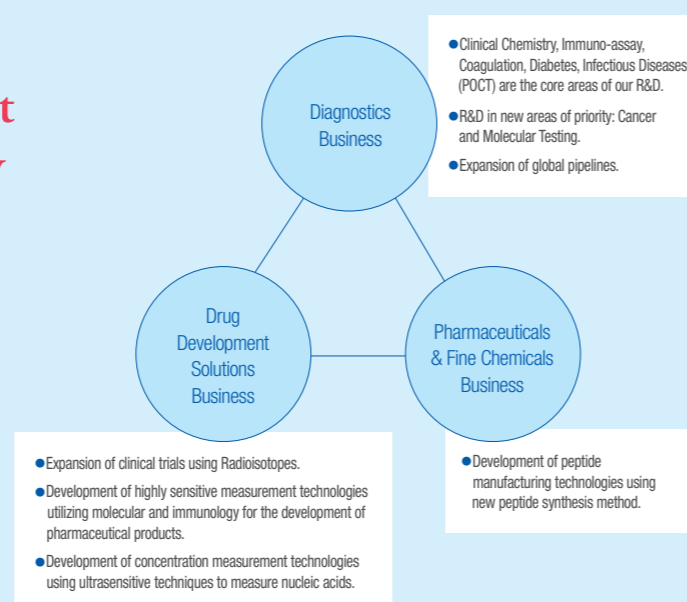 t
Diagnostics
Business
●Clinical Chemistry, Immuno-assay,
Coagulation, Diabetes, Infectious Diseases
(POCT) are the core areas of our R&D.
●R&D in new areas of priority: Cancer
and Molecular Testing.
●Expansion of global pipelines.
Drug
Development
Solutions
Business
Pharmaceuticals
& Fine Chemicals
Business
●Expansion of clinical trials using Radioisotopes.
●Development of highly sensitive measurement technologies
utilizing molecular and immunology for the development of
pharmaceutical products.
●Development of concentration measurement technologies
using ultrasensitive techniques to measure nucleic acids.
●Development of peptide
manufacturing technologies using
new peptide synthesis method.